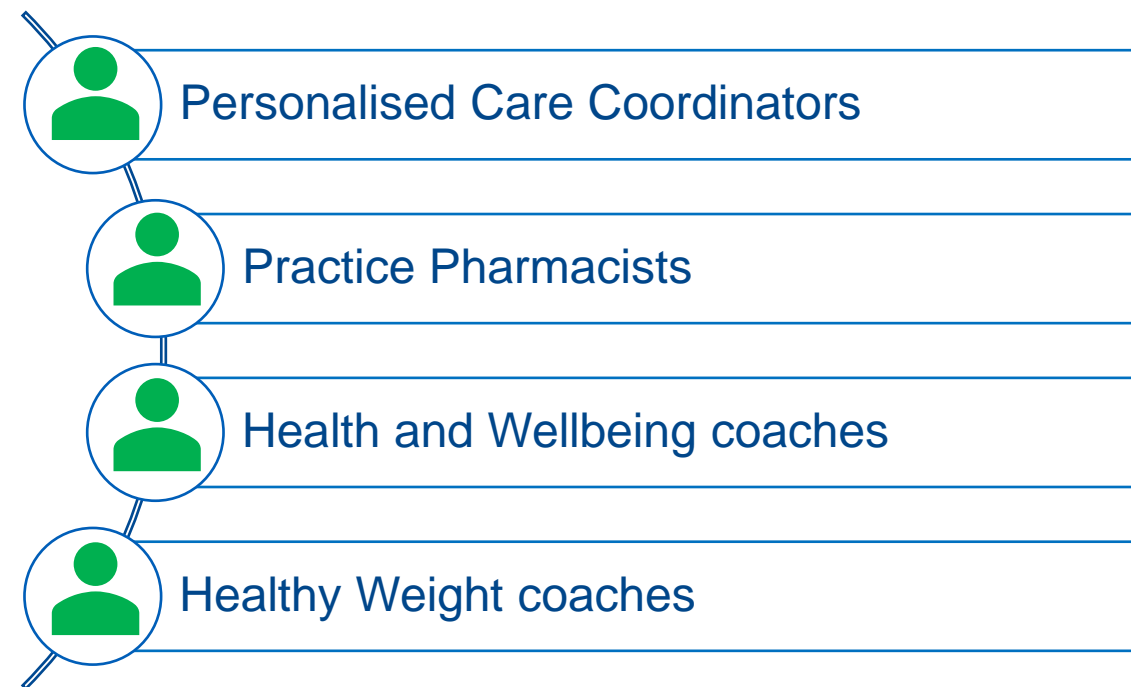 Personalised Care Coordinators
Practice Pharmacists
Health and Wellbeing coaches
Healthy Weight coaches